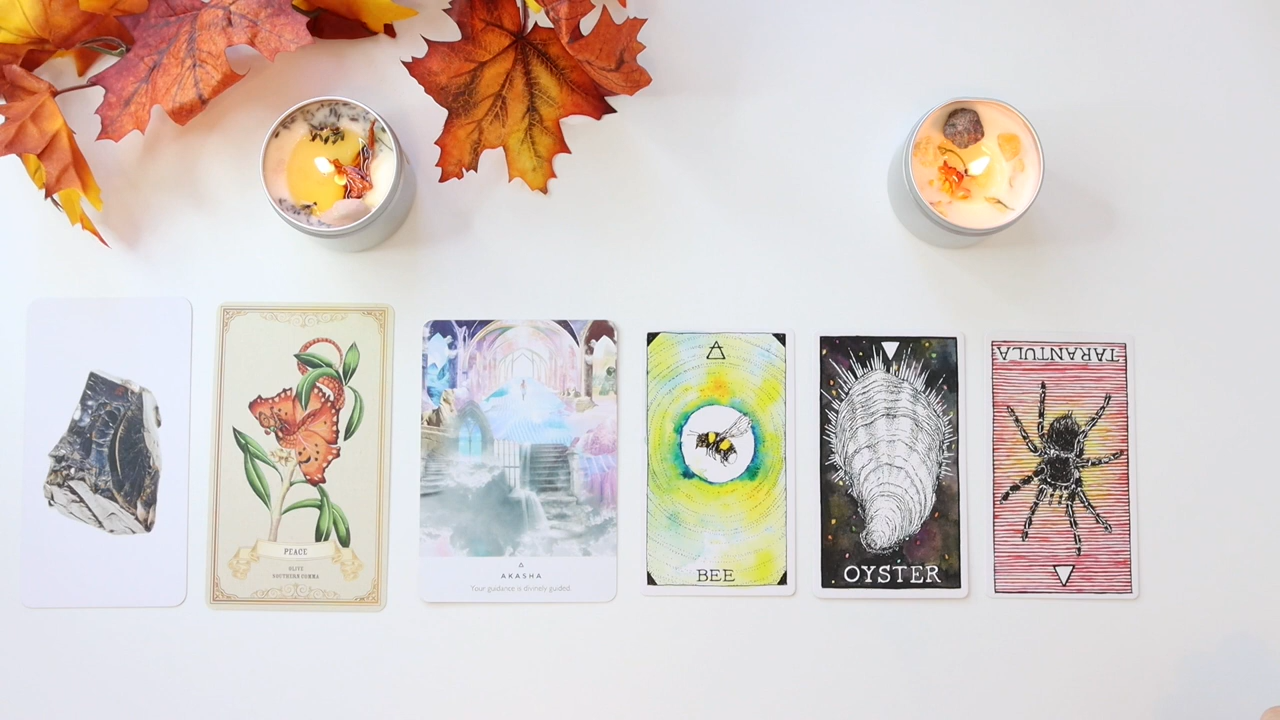 PEACE
OLIVE
SOUTHERN COMMA
AKASHA
Your guidance is divinely guided.
BEE
OYSTER
TARANTULA